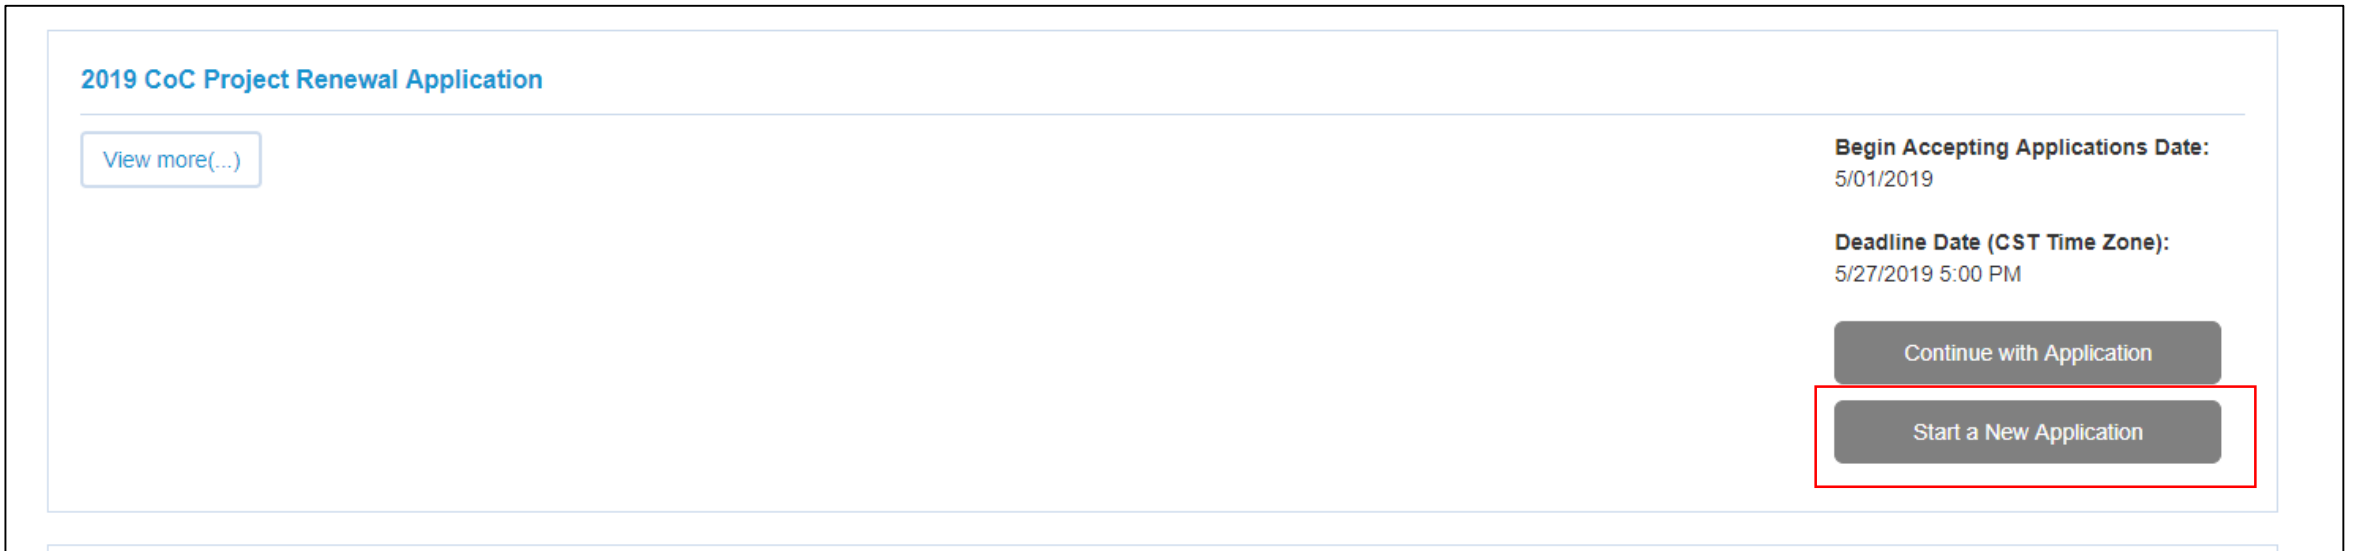 2019 CoC Project Renewal Application
View more(...)
Begin Accepting Applications Date:
5/01/2019
Deadline Date (CST Time Zone):
5/27/2019 5:00 PM
Continue with Application
Start a New Application